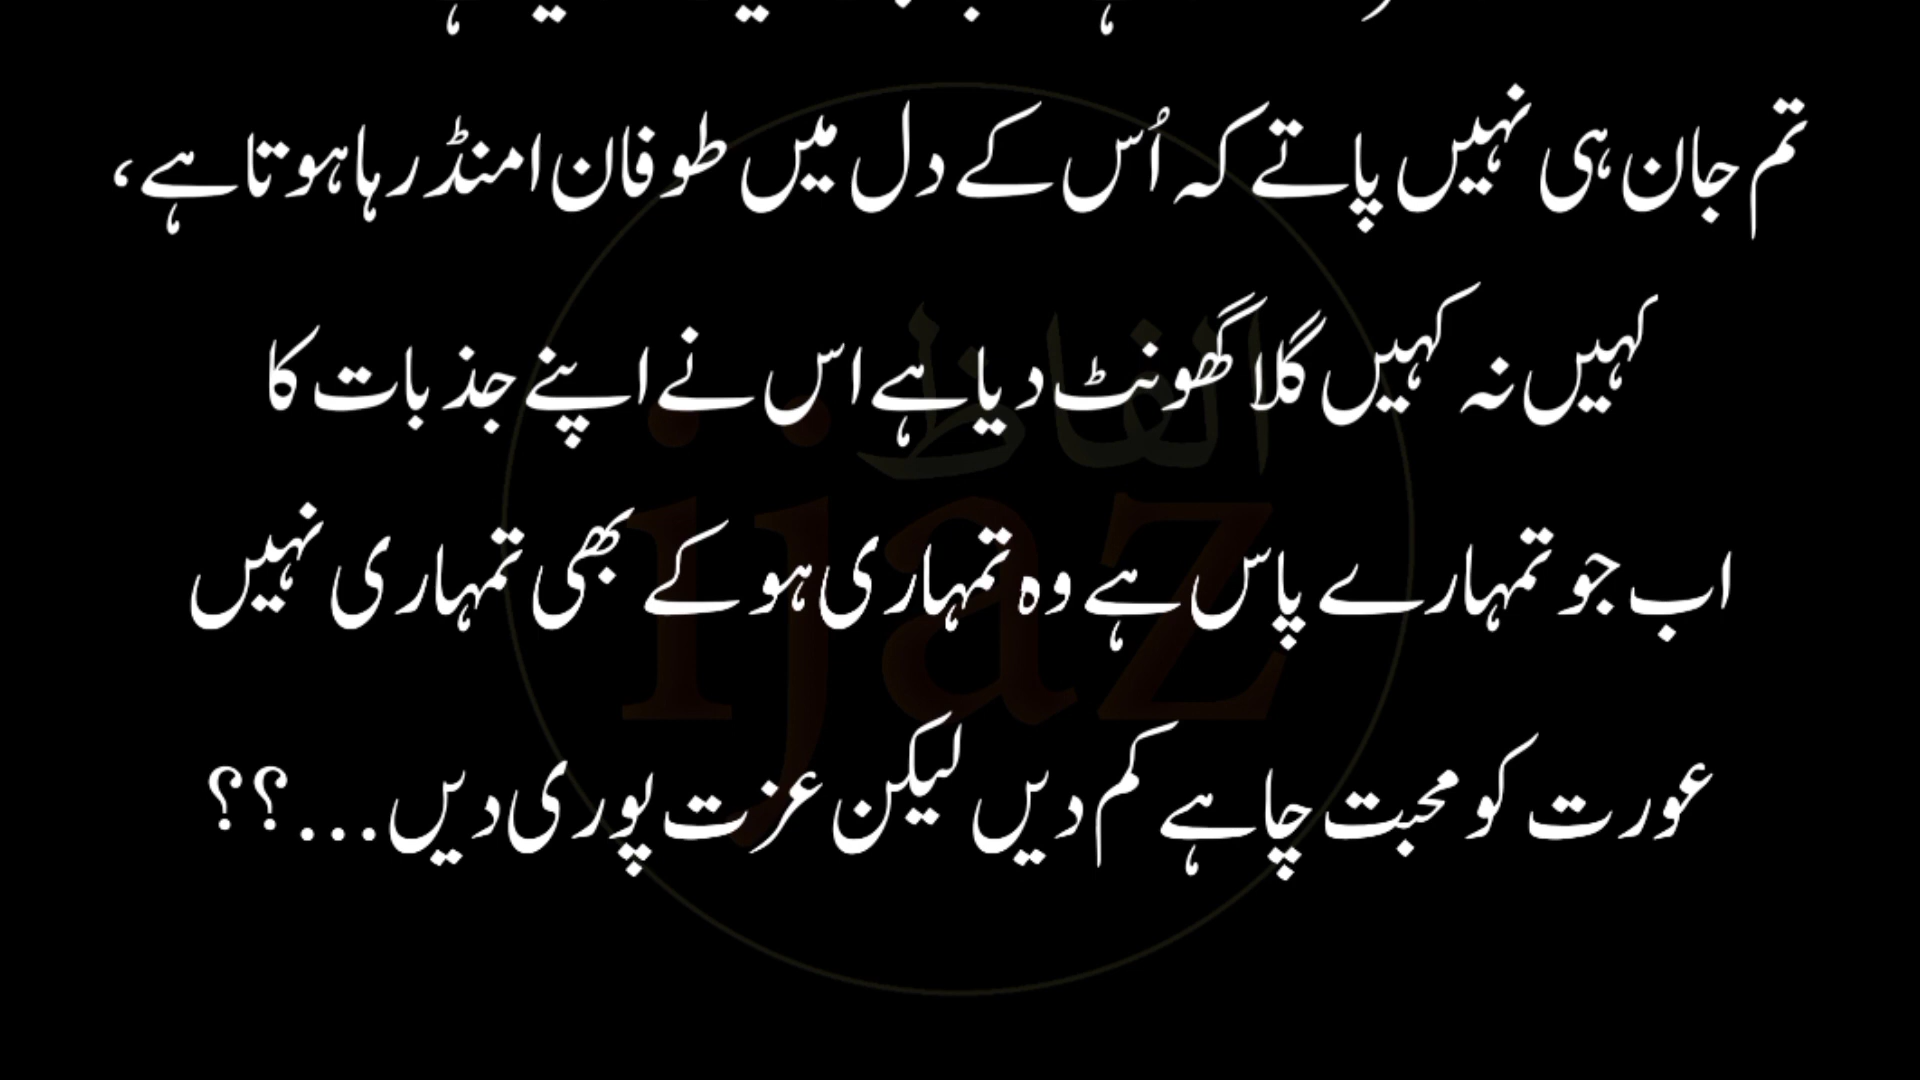 تم جان ہی نہیں پاتے کہ اُس کے دل میں طوفان امنڈ رہا ہوتا ہے،
کہیں نہ کہیں گلا گھونٹ دیا ہے اس نے اپنے جذبات کا
اب جو تمہارے پاس ہے وہ تمہاری ہو کے بھی تمہاری نہیں
عورت کو محبت چاہے کم دیں لیکن عزت پوری دیں...؟؟
الفاظ
ijaz